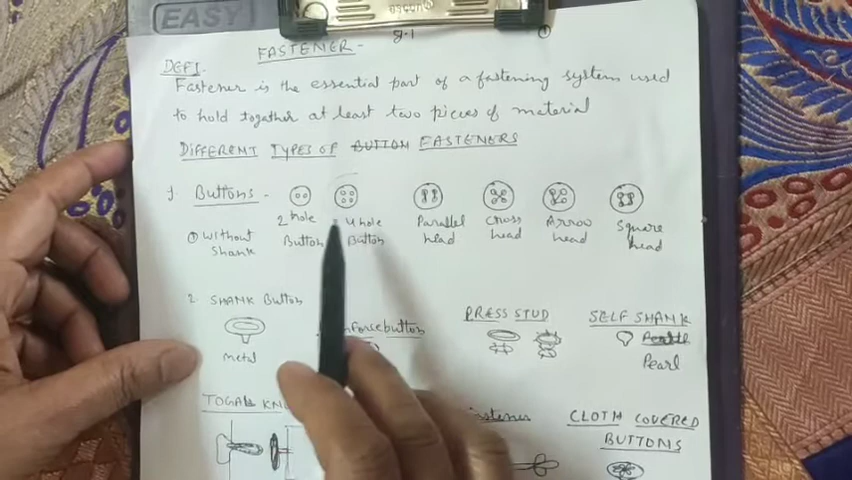 EASY
FASTENER -
DEFI.
Fastener is the essential part of a fastening system used
to hold together at least two pieces of material
DIFFERENT TYPES OF BUTTON FASTENERS
1. Buttons -
① Without Shank
2 hole Button
4 hole Button
Parallel head
Cross head
Arrow head
Square head
2. SHANK Button
metal
inforcebutton
PRESS STUD
SELF SHANK
Pearl
TOGAL KN
fastener
CLOTH COVERED
BUTTONS